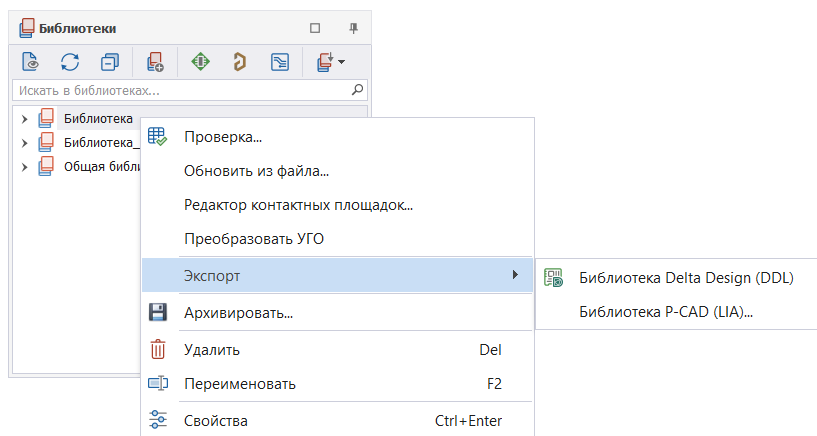 Библиотеки
Искать в библиотеках...
Библиотека
Библиотека_
Общая библи
Проверка...
Обновить из файла...
Редактор контактных площадок...
Преобразовать УГО
Экспорт
Библиотека Delta Design (DDL)
Библиотека P-CAD (LIA)...
Архивировать...
Удалить Del
Переименовать F2
Свойства Ctrl+Enter